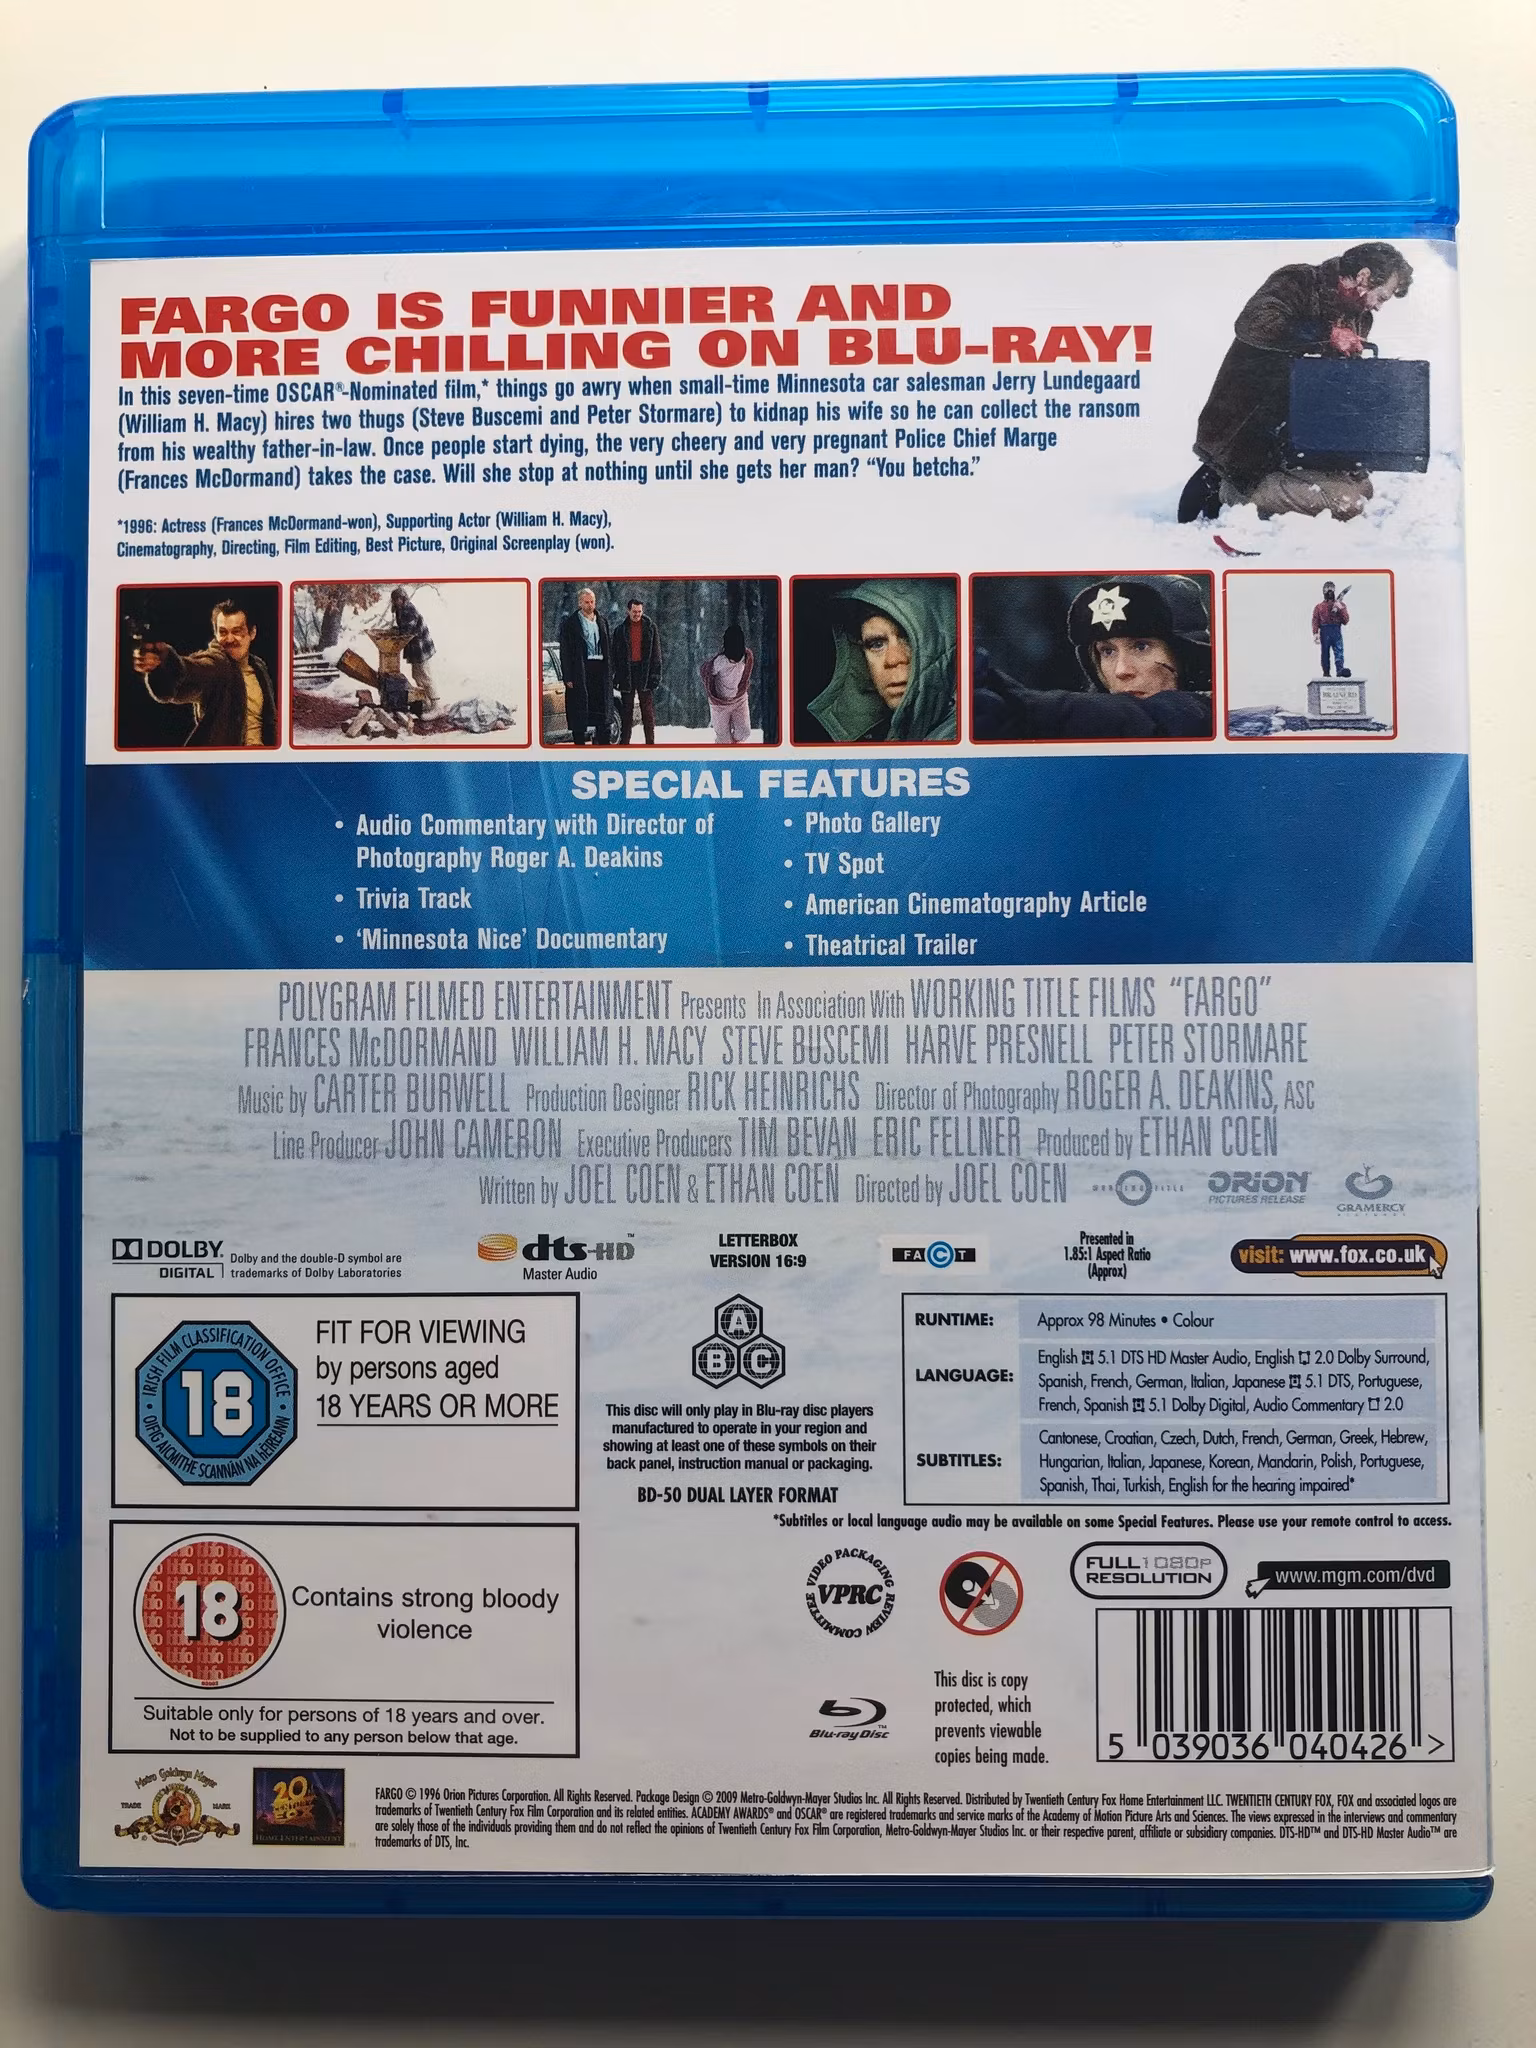 FARGO IS FUNNIER AND
MORE CHILLING ON BLU-RAY!
In this seven-time OSCAR®-Nominated film,* things go awry when small-time Minnesota car salesman Jerry Lundegaard
(William H. Macy) hires two thugs (Steve Buscemi and Peter Stormare) to kidnap his wife so he can collect the ransom
from his wealthy father-in-law. Once people start dying, the very cheery and very pregnant Police Chief Marge
(Frances McDormand) takes the case. Will she stop at nothing until she gets her man? “You betcha.”
*1996: Actress (Frances McDormand-won), Supporting Actor (William H. Macy),
Cinematography, Directing, Film Editing, Best Picture, Original Screenplay (won).
BRAINERD
SPECIAL FEATURES
• Audio Commentary with Director of
Photography Roger A. Deakins
• Trivia Track
• ‘Minnesota Nice’ Documentary
• Photo Gallery
• TV Spot
• American Cinematography Article
• Theatrical Trailer
POLYGRAM FILMED ENTERTAINMENT Presents In Association With WORKING TITLE FILMS “FARGO”
FRANCES McDORMAND WILLIAM H. MACY STEVE BUSCEMI HARVE PRESNELL PETER STORMARE
Music by CARTER BURWELL Production Designer RICK HEINRICHS Director of Photography ROGER A. DEAKINS, ASC
Line Producer JOHN CAMERON Executive Producers TIM BEVAN ERIC FELLNER Produced by ETHAN COEN
Written by JOEL COEN & ETHAN COEN Directed by JOEL COEN
WORKING TITLE
ORION
PICTURES RELEASE
GRAMERCY
PICTURES
DOLBY
DIGITAL
Dolby and the double-D symbol are
trademarks of Dolby Laboratories
dts-HD™
Master Audio
LETTERBOX
VERSION 16:9
FACT
Presented in
1.85:1 Aspect Ratio
(Approx)
visit: www.fox.co.uk
IRISH FILM CLASSIFICATION OFFICE
18
OIFIG AICMITHE SCANNÁN NA hÉIREANN
FIT FOR VIEWING
by persons aged
18 YEARS OR MORE
A
B C
This disc will only play in Blu-ray disc players
manufactured to operate in your region and
showing at least one of these symbols on their
back panel, instruction manual or packaging.
BD-50 DUAL LAYER FORMAT
RUNTIME: Approx 98 Minutes • Colour
LANGUAGE: English 5.1 DTS HD Master Audio, English 2.0 Dolby Surround,
Spanish, French, German, Italian, Japanese 5.1 DTS, Portuguese,
French, Spanish 5.1 Dolby Digital, Audio Commentary 2.0
SUBTITLES: Cantonese, Croatian, Czech, Dutch, French, German, Greek, Hebrew,
Hungarian, Italian, Japanese, Korean, Mandarin, Polish, Portuguese,
Spanish, Thai, Turkish, English for the hearing impaired*
*Subtitles or local language audio may be available on some Special Features. Please use your remote control to access.
18
Contains strong bloody
violence
Suitable only for persons of 18 years and over.
Not to be supplied to any person below that age.
VIDEO PACKAGING REVIEW COMMITTEE
VPRC
FULL 1080p
RESOLUTION
www.mgm.com/dvd
Blu-ray Disc™
This disc is copy
protected, which
prevents viewable
copies being made.
5 039036 040426 >
Metro Goldwyn Mayer
TRADE MARK
20th
CENTURY
FOX
HOME ENTERTAINMENT
FARGO © 1996 Orion Pictures Corporation. All Rights Reserved. Package Design © 2009 Metro-Goldwyn-Mayer Studios Inc. All Rights Reserved. Distributed by Twentieth Century Fox Home Entertainment LLC. TWENTIETH CENTURY FOX, FOX and associated logos are
trademarks of Twentieth Century Fox Film Corporation and its related entities. ACADEMY AWARDS® and OSCAR® are registered trademarks and service marks of the Academy of Motion Picture Arts and Sciences. The views expressed in the interviews and commentary
are solely those of the individuals providing them and do not reflect the opinions of Twentieth Century Fox Film Corporation, Metro-Goldwyn-Mayer Studios Inc. or their respective parent, affiliate or subsidiary companies. DTS-HD™ and DTS-HD Master Audio™ are
trademarks of DTS, Inc.